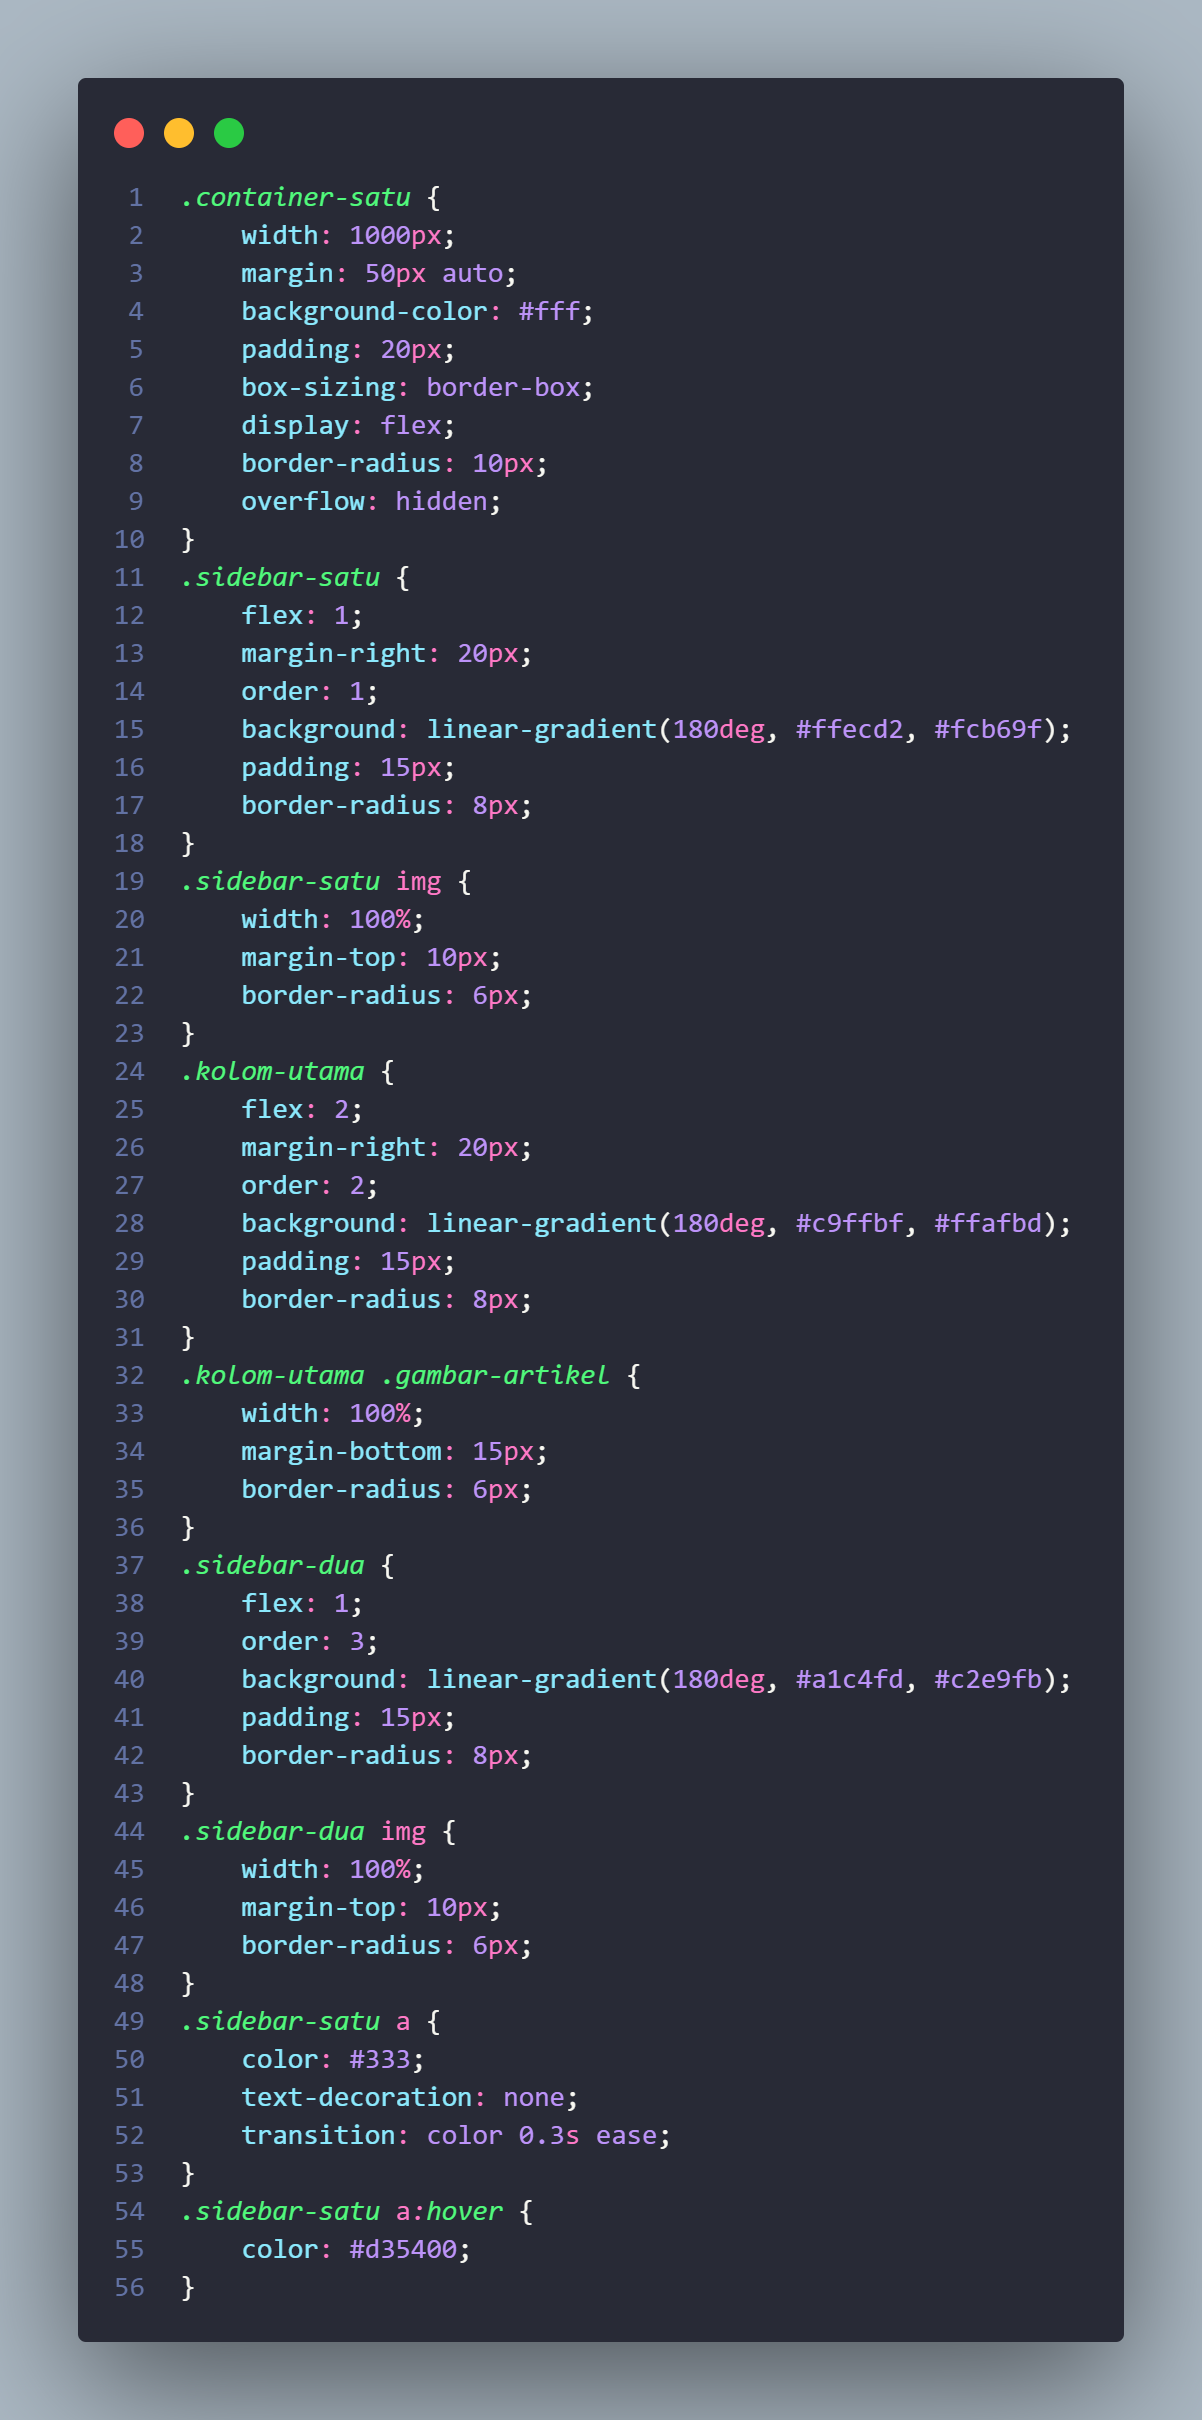 1 .container-satu {
2     width: 1000px;
3     margin: 50px auto;
4     background-color: #fff;
5     padding: 20px;
6     box-sizing: border-box;
7     display: flex;
8     border-radius: 10px;
9     overflow: hidden;
10 }
11 .sidebar-satu {
12     flex: 1;
13     margin-right: 20px;
14     order: 1;
15     background: linear-gradient(180deg, #ffecd2, #fcb69f);
16     padding: 15px;
17     border-radius: 8px;
18 }
19 .sidebar-satu img {
20     width: 100%;
21     margin-top: 10px;
22     border-radius: 6px;
23 }
24 .kolom-utama {
25     flex: 2;
26     margin-right: 20px;
27     order: 2;
28     background: linear-gradient(180deg, #c9ffbf, #ffafbd);
29     padding: 15px;
30     border-radius: 8px;
31 }
32 .kolom-utama .gambar-artikel {
33     width: 100%;
34     margin-bottom: 15px;
35     border-radius: 6px;
36 }
37 .sidebar-dua {
38     flex: 1;
39     order: 3;
40     background: linear-gradient(180deg, #a1c4fd, #c2e9fb);
41     padding: 15px;
42     border-radius: 8px;
43 }
44 .sidebar-dua img {
45     width: 100%;
46     margin-top: 10px;
47     border-radius: 6px;
48 }
49 .sidebar-satu a {
50     color: #333;
51     text-decoration: none;
52     transition: color 0.3s ease;
53 }
54 .sidebar-satu a:hover {
55     color: #d35400;
56 }